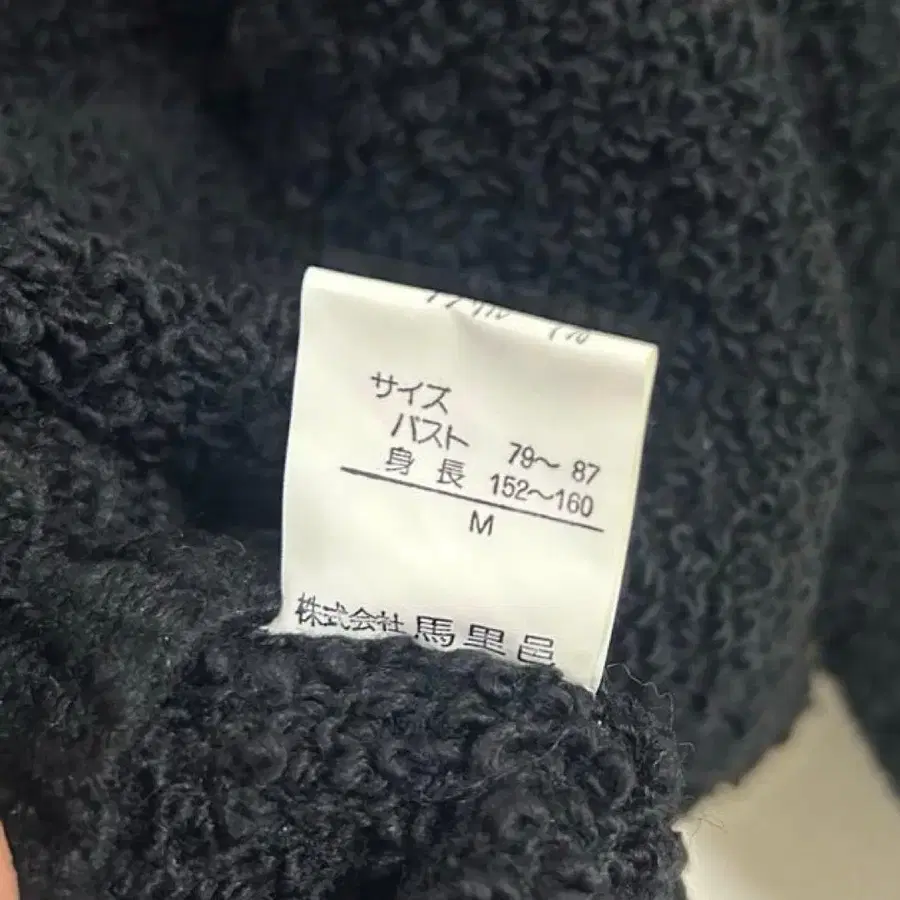 サイズ
バスト 79～87
身長 152～160
M
株式会社 馬里邑